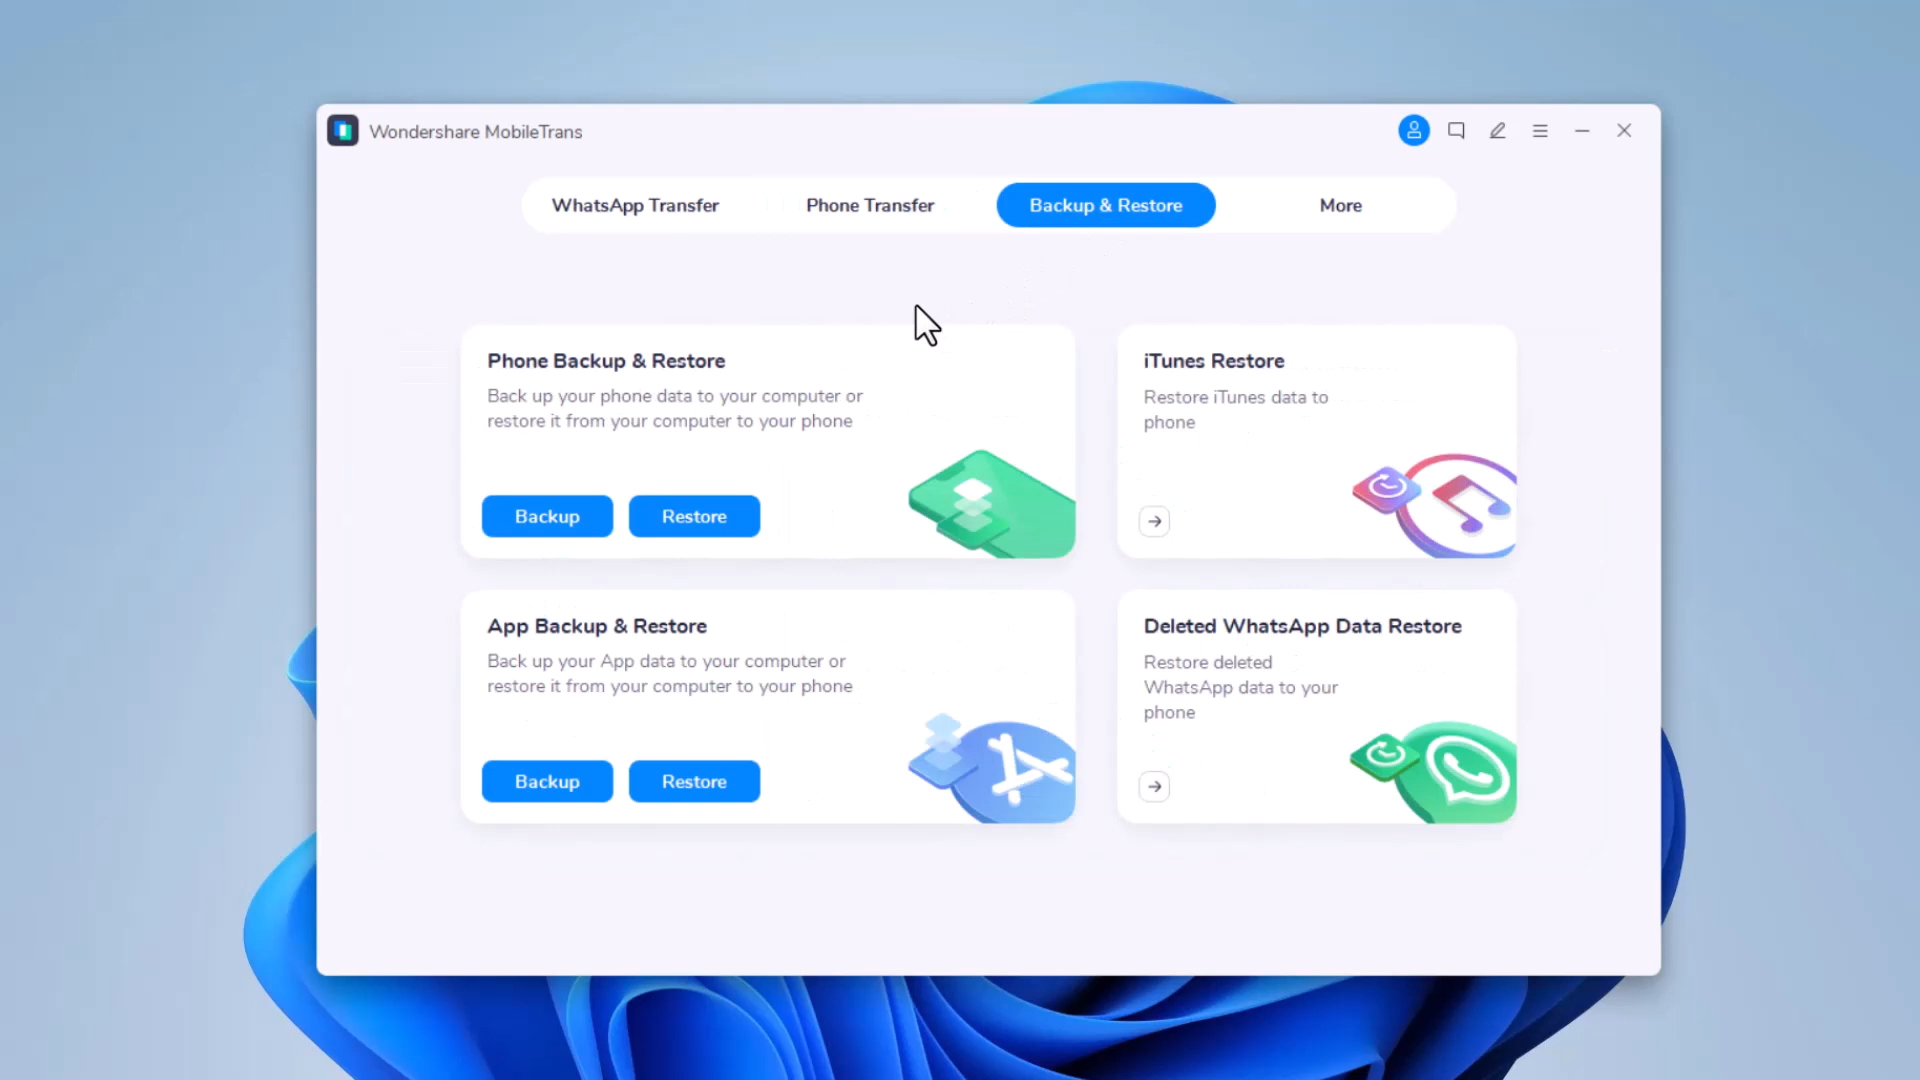 Wondershare MobileTrans
WhatsApp Transfer
Phone Transfer
Backup & Restore
More
Phone Backup & Restore
Back up your phone data to your computer or
restore it from your computer to your phone
Backup
Restore
iTunes Restore
Restore iTunes data to
phone
App Backup & Restore
Back up your App data to your computer or
restore it from your computer to your phone
Backup
Restore
Deleted WhatsApp Data Restore
Restore deleted
WhatsApp data to your
phone